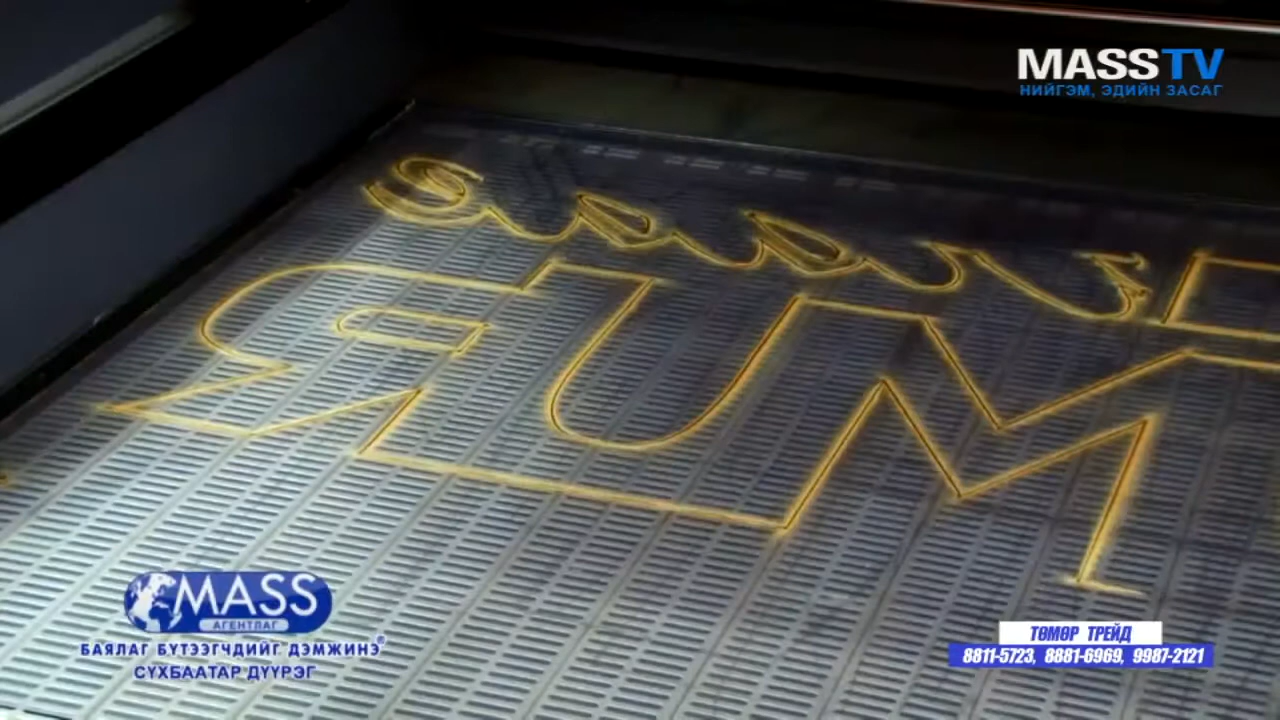 MASSTV
НИЙГЭМ, ЭДИЙН ЗАСАГ
MASS
АГЕНТЛАГ
БАЯЛАГ БҮТЭЭГЧДИЙГ ДЭМЖИНЭ®
СҮХБААТАР ДҮҮРЭГ
ТӨМӨР ТРЕЙД
8811-5723, 8881-6969, 9987-2121